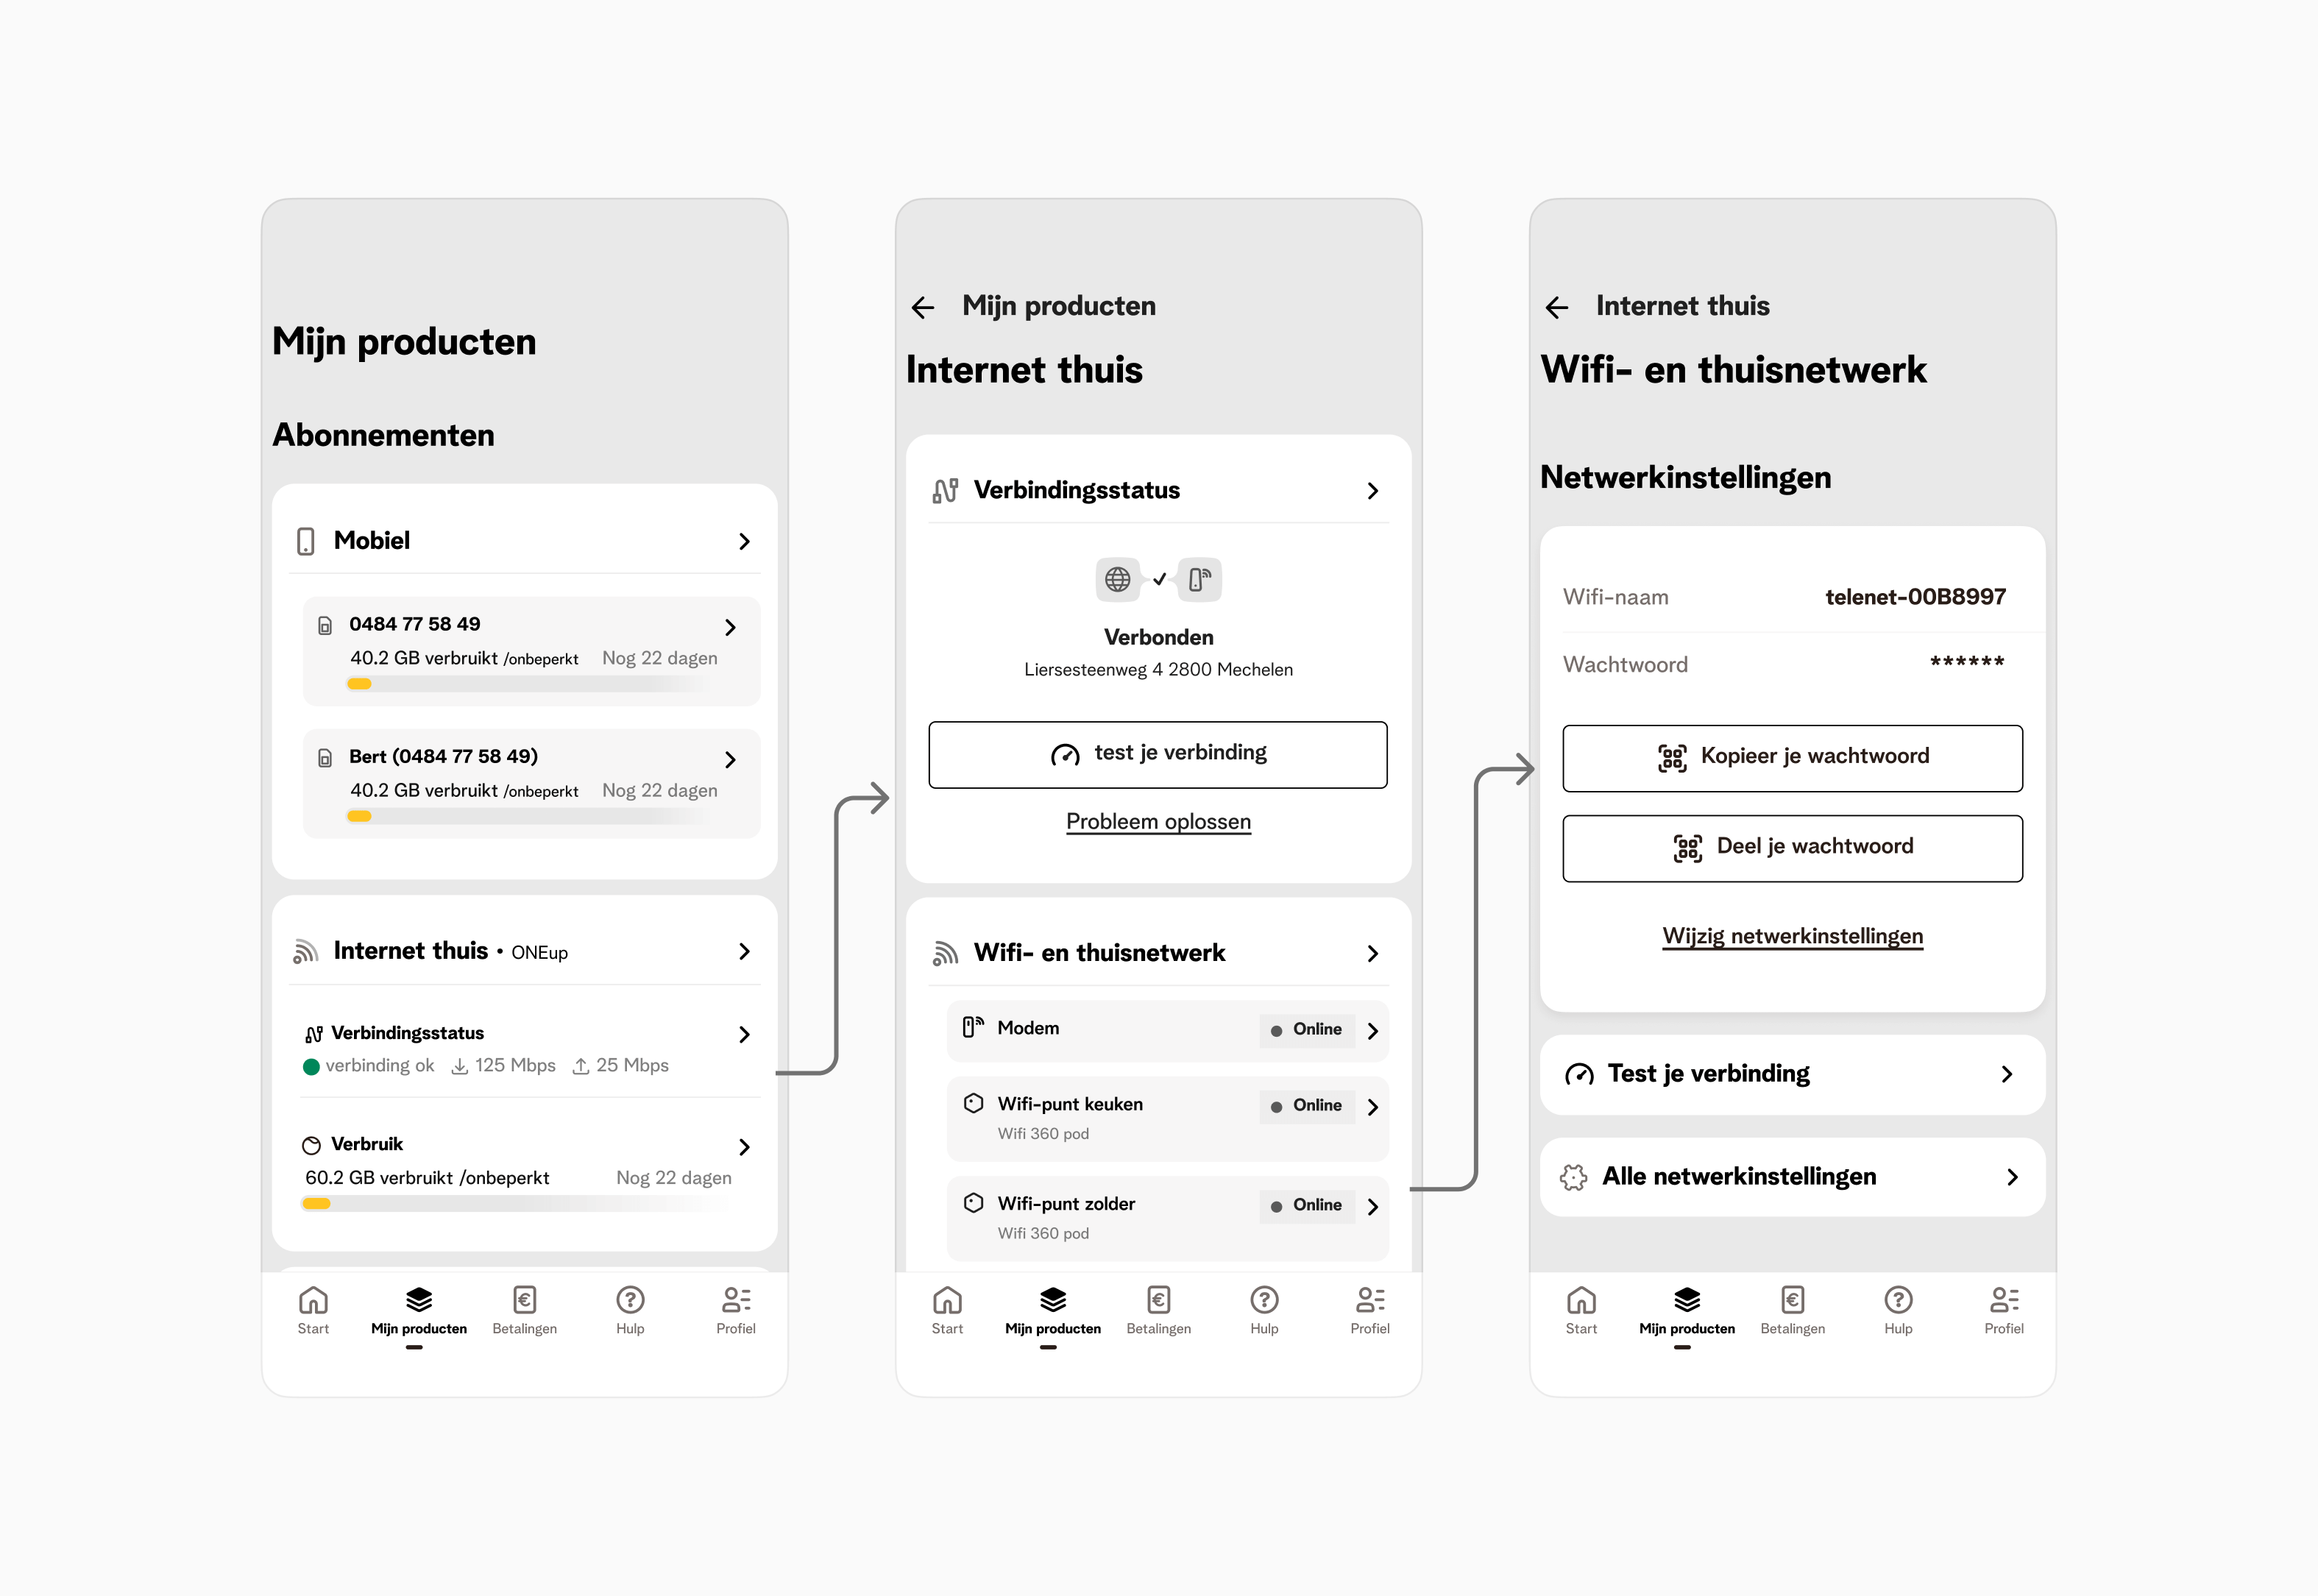 Mijn producten
Abonnementen
Mobiel
0484 77 58 49
40.2 GB verbruikt /onbeperkt Nog 22 dagen
Bert (0484 77 58 49)
40.2 GB verbruikt /onbeperkt Nog 22 dagen
Internet thuis • ONEup
Verbindingsstatus
verbinding ok 125 Mbps 25 Mbps
Verbruik
60.2 GB verbruikt /onbeperkt Nog 22 dagen
Start Mijn producten Betalingen Hulp Profiel
Mijn producten
Internet thuis
Verbindingsstatus
Verbonden
Liersesteenweg 4 2800 Mechelen
test je verbinding
Probleem oplossen
Wifi- en thuisnetwerk
Modem Online
Wifi-punt keuken Online
Wifi 360 pod
Wifi-punt zolder Online
Wifi 360 pod
Start Mijn producten Betalingen Hulp Profiel
Internet thuis
Wifi- en thuisnetwerk
Netwerkinstellingen
Wifi-naam telenet-00B8997
Wachtwoord ******
Kopieer je wachtwoord
Deel je wachtwoord
Wijzig netwerkinstellingen
Test je verbinding
Alle netwerkinstellingen
Start Mijn producten Betalingen Hulp Profiel